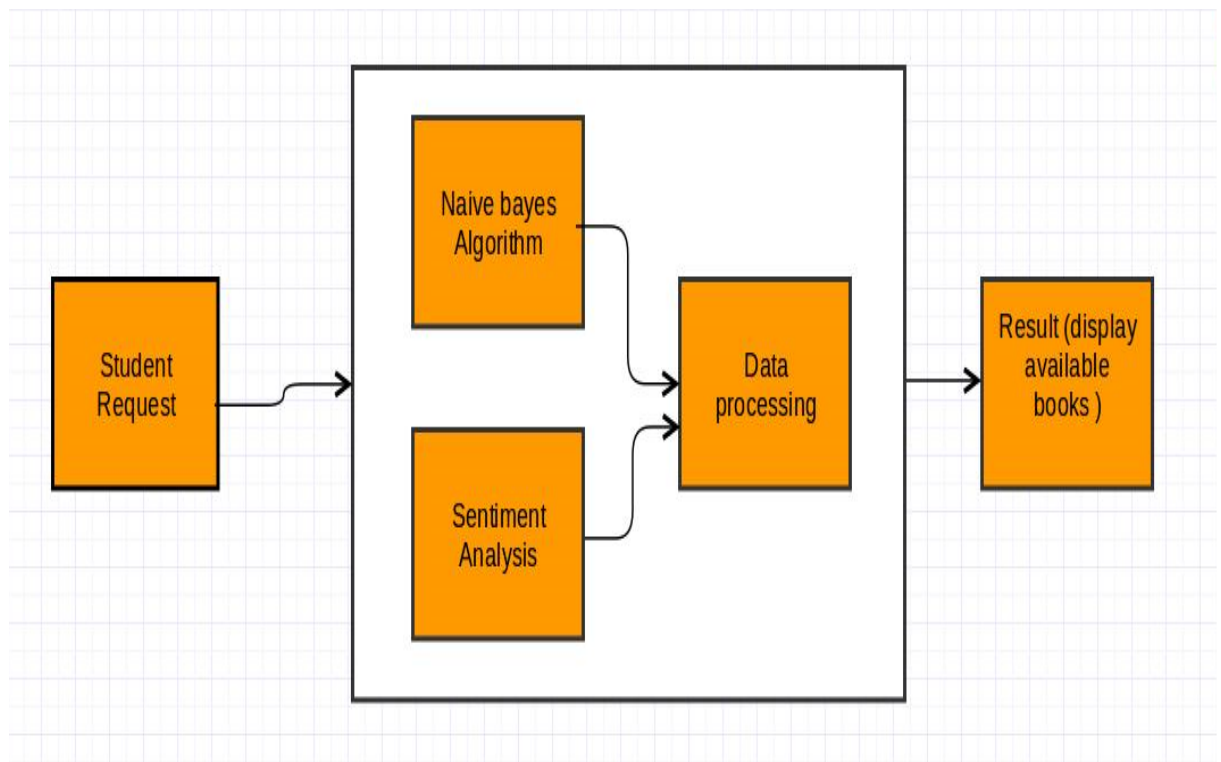 Student
Request
Naive bayes
Algorithm
Sentiment
Analysis
Data
processing
Result (display
available
books )